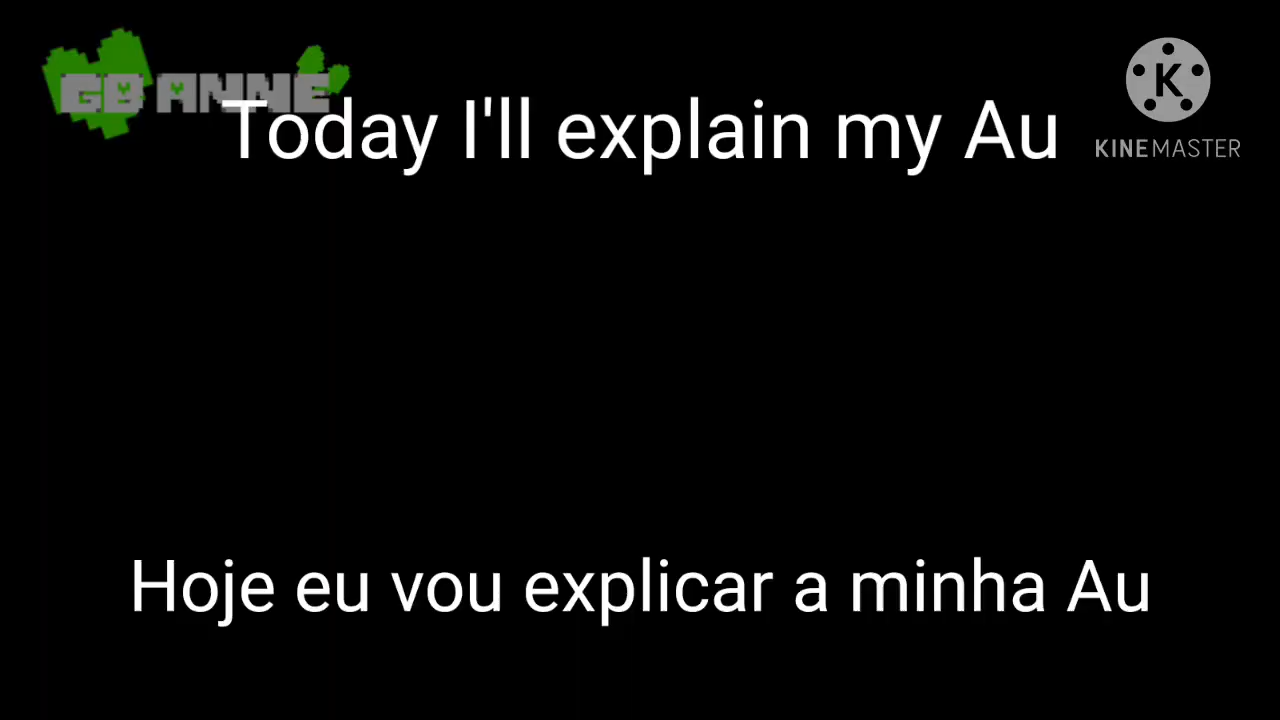 GB ANNE
K
KINEMASTER
Today I'll explain my Au
Hoje eu vou explicar a minha Au